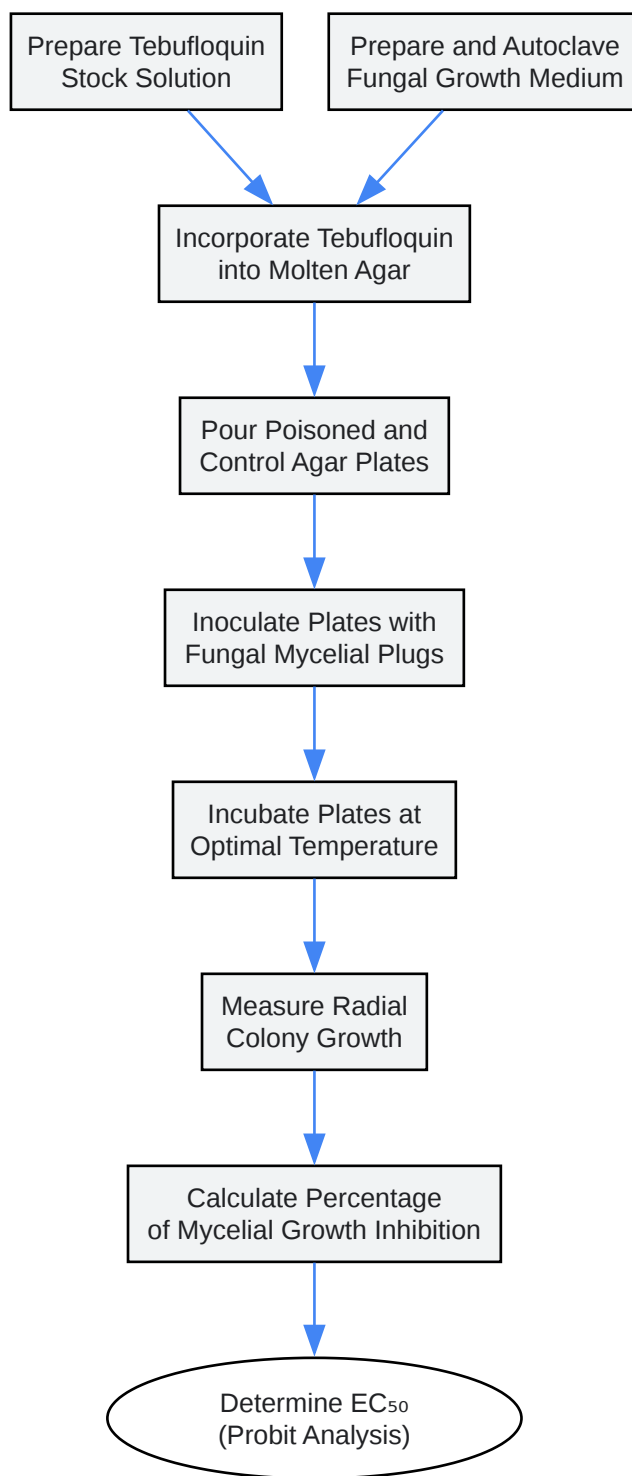 Prepare Tebufloquin
Stock Solution
Prepare and Autoclave
Fungal Growth Medium
Incorporate Tebufloquin
into Molten Agar
Pour Poisoned and
Control Agar Plates
Inoculate Plates with
Fungal Mycelial Plugs
Incubate Plates at
Optimal Temperature
Measure Radial
Colony Growth
Calculate Percentage
of Mycelial Growth Inhibition
Determine EC₅₀
(Probit Analysis)